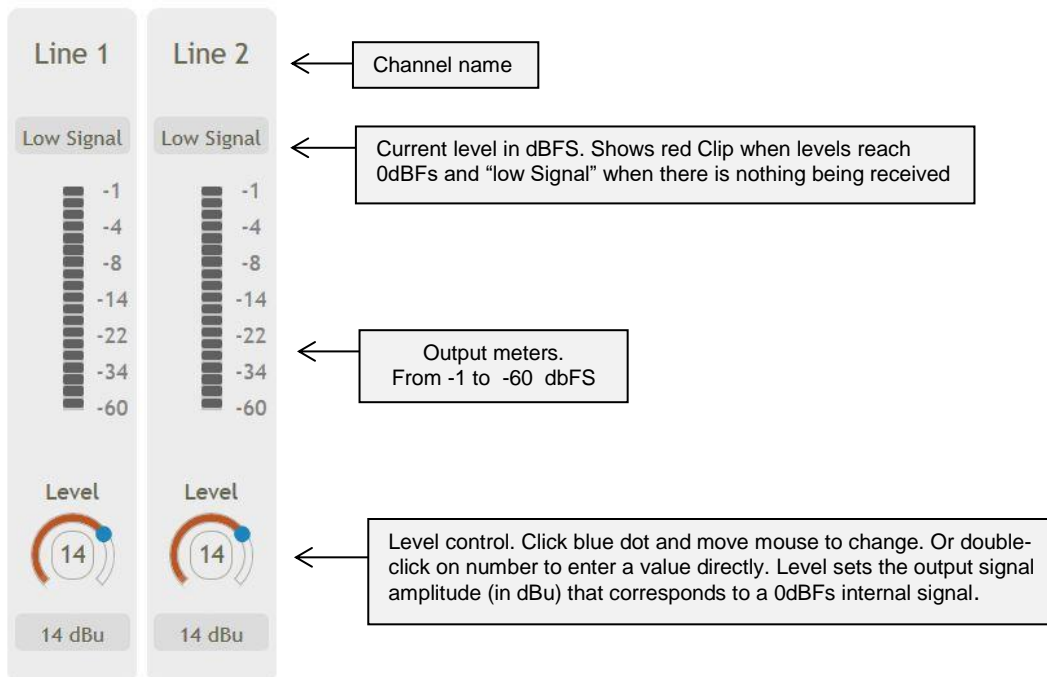 Line 1
Line 2
Channel name
Low Signal
Low Signal
Current level in dBFS. Shows red Clip when levels reach
0dBFs and “low Signal” when there is nothing being received
-1
-4
-8
-14
-22
-34
-60
-1
-4
-8
-14
-22
-34
-60
Output meters.
From -1 to -60 dbFS
Level
14
14 dBu
Level
14
14 dBu
Level control. Click blue dot and move mouse to change. Or double-
click on number to enter a value directly. Level sets the output signal
amplitude (in dBu) that corresponds to a 0dBFs internal signal.